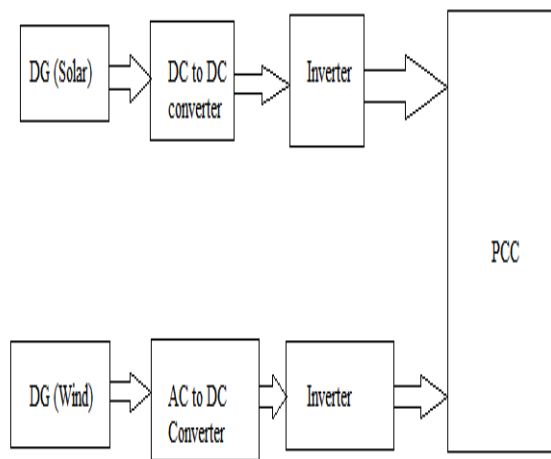 DG (Solar)
DC to DC
converter
Inverter
PCC
DG (Wind)
AC to DC
Converter
Inverter